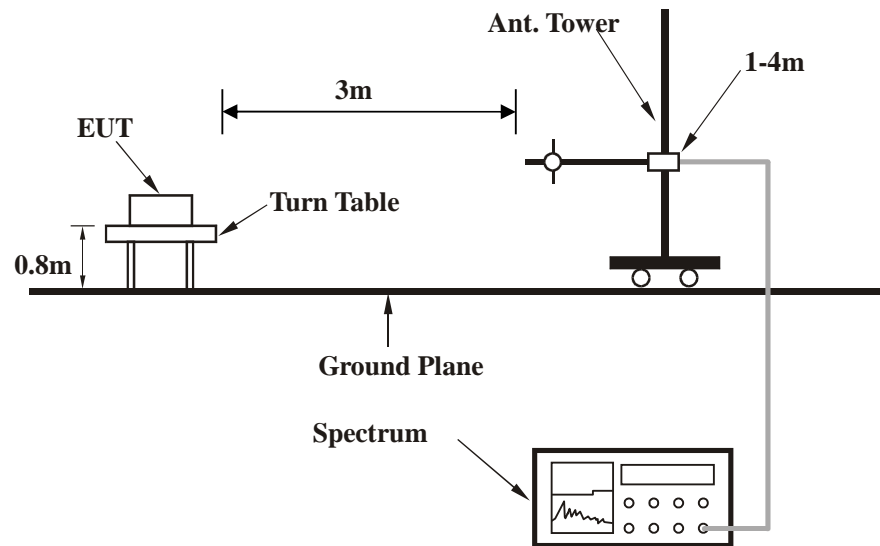 Ant. Tower
1-4m
3m
EUT
Turn Table
0.8m
Ground Plane
Spectrum